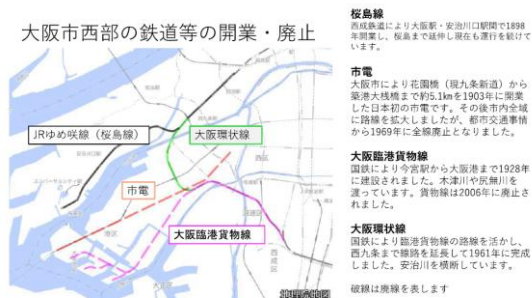 大阪市西部の鉄道等の開業・廃止
JRゆめ咲線（桜島線）
大阪環状線
市電
大阪臨港貨物線
西区
港区
大正区
西成区
地理院地図
桜島線
西成鉄道により大阪駅・安治川口駅間で1898
年開業し、桜島まで延伸し現在も運行を続けて
います。
市電
大阪市により花園橋（現九条新道）から
築港大桟橋まで約5.1㎞を1903年に開業
した日本初の市電です。その後市内全域
に路線を拡大しましたが、都市交通事情
から1969年に全線廃止となりました。
大阪臨港貨物線
国鉄により今宮駅から大阪港まで1928年
に建設されました。木津川や尻無川を
渡っています。貨物線は2006年に廃止さ
れました。
大阪環状線
国鉄により臨港貨物線の路線を活かし、
西九条まで線路を延長して1961年に完成
しました。安治川を横断しています。
破線は廃線を表します